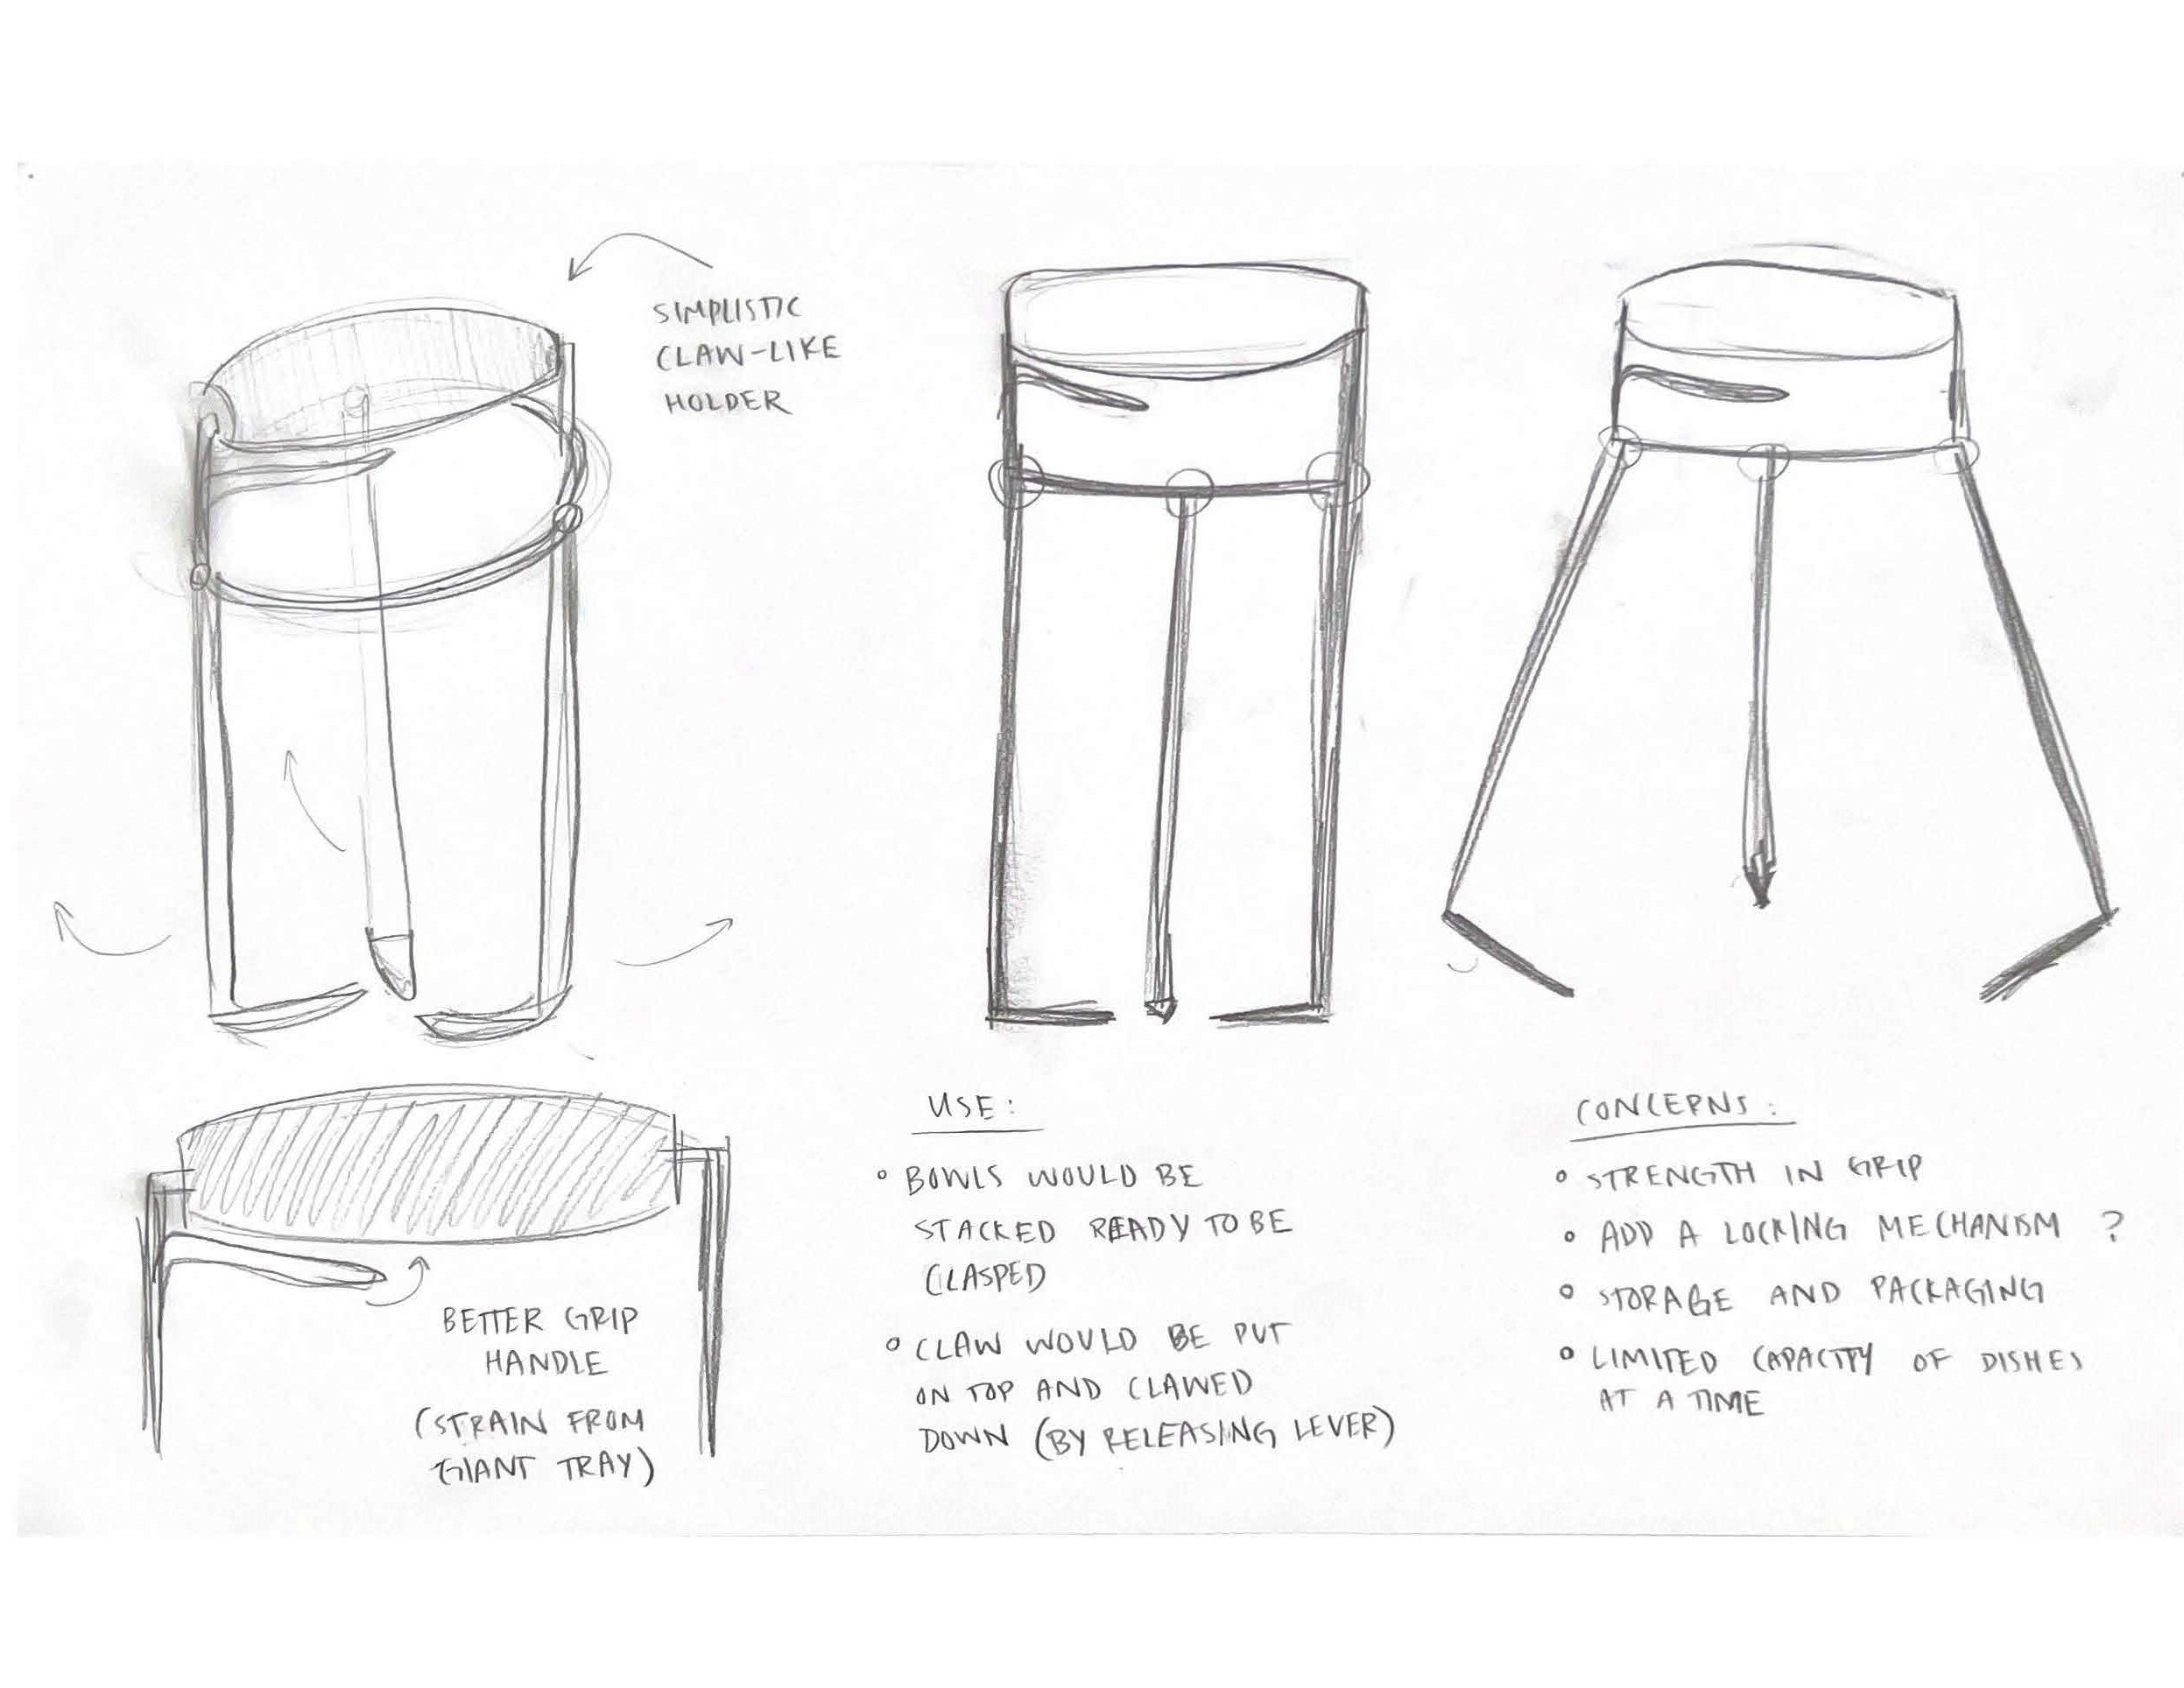 SIMPLISTIC
CLAW-LIKE
HOLDER
BETTER GRIP
HANDLE
(STRAIN FROM
GIANT TRAY)
USE:
• BOWLS WOULD BE
STACKED READY TO BE
CLASPED
• CLAW WOULD BE PUT
ON TOP AND CLAWED
DOWN (BY RELEASING LEVER)
CONCERNS:
• STRENGTH IN GRIP
• ADD A LOCKING MECHANISM ?
• STORAGE AND PACKAGING
• LIMITED CAPACITY OF DISHES
AT A TIME